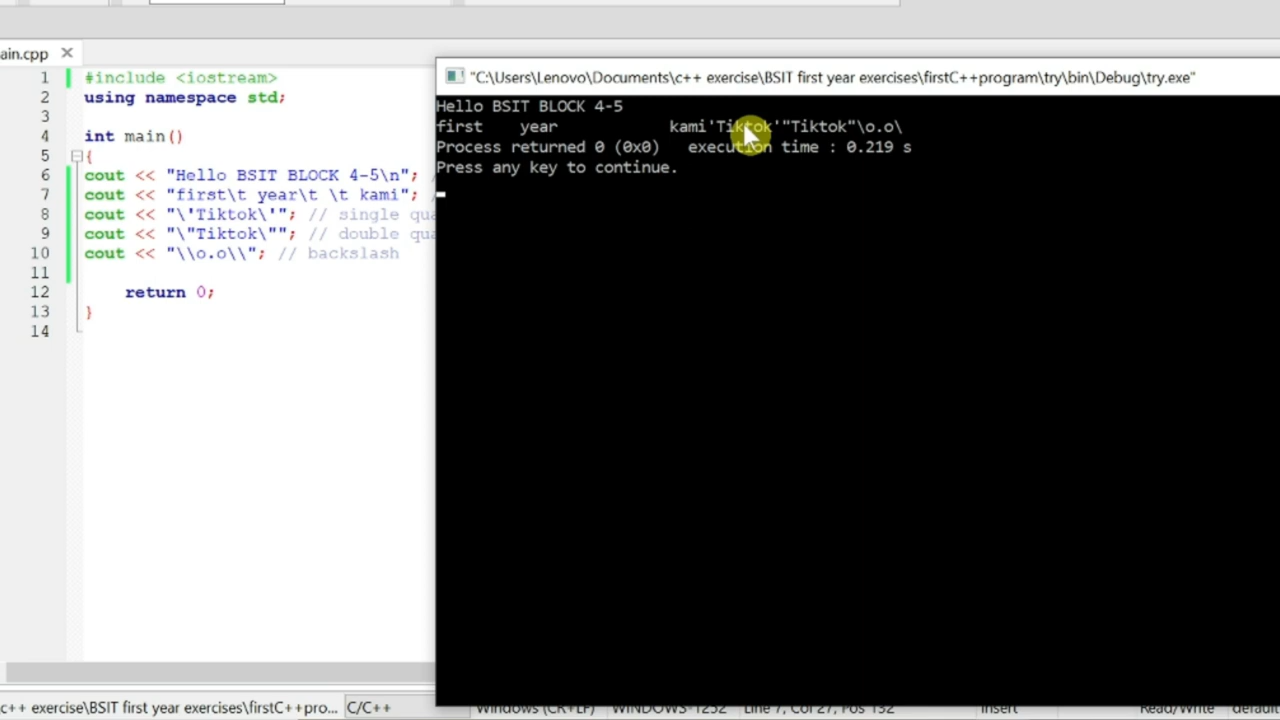 ain.cpp
"C:\Users\Lenovo\Documents\c++ exercise\BSIT first year exercises\firstC++program\try\bin\Debug\try.exe"
1 #include <iostream>
2 using namespace std;
3
4 int main()
5 {
6 cout << "Hello BSIT BLOCK 4-5\n"; /
7 cout << "first\t year\t \t kami"; /
8 cout << "\'Tiktok\'"; // single quo
9 cout << "\"Tiktok\""; // double quo
10 cout << "\\o.o\\"; // backslash
11
12 return 0;
13 }
14
Hello BSIT BLOCK 4-5
first year kami'Tiktok'"Tiktok"\o.o\
Process returned 0 (0x0) execution time : 0.219 s
Press any key to continue.
c++ exercise\BSIT first year exercises\firstC++pro... C/C++ Windows (CR+LF) WINDOWS-1252 Line 7, Col 27, Pos 132 Insert Read/Write default